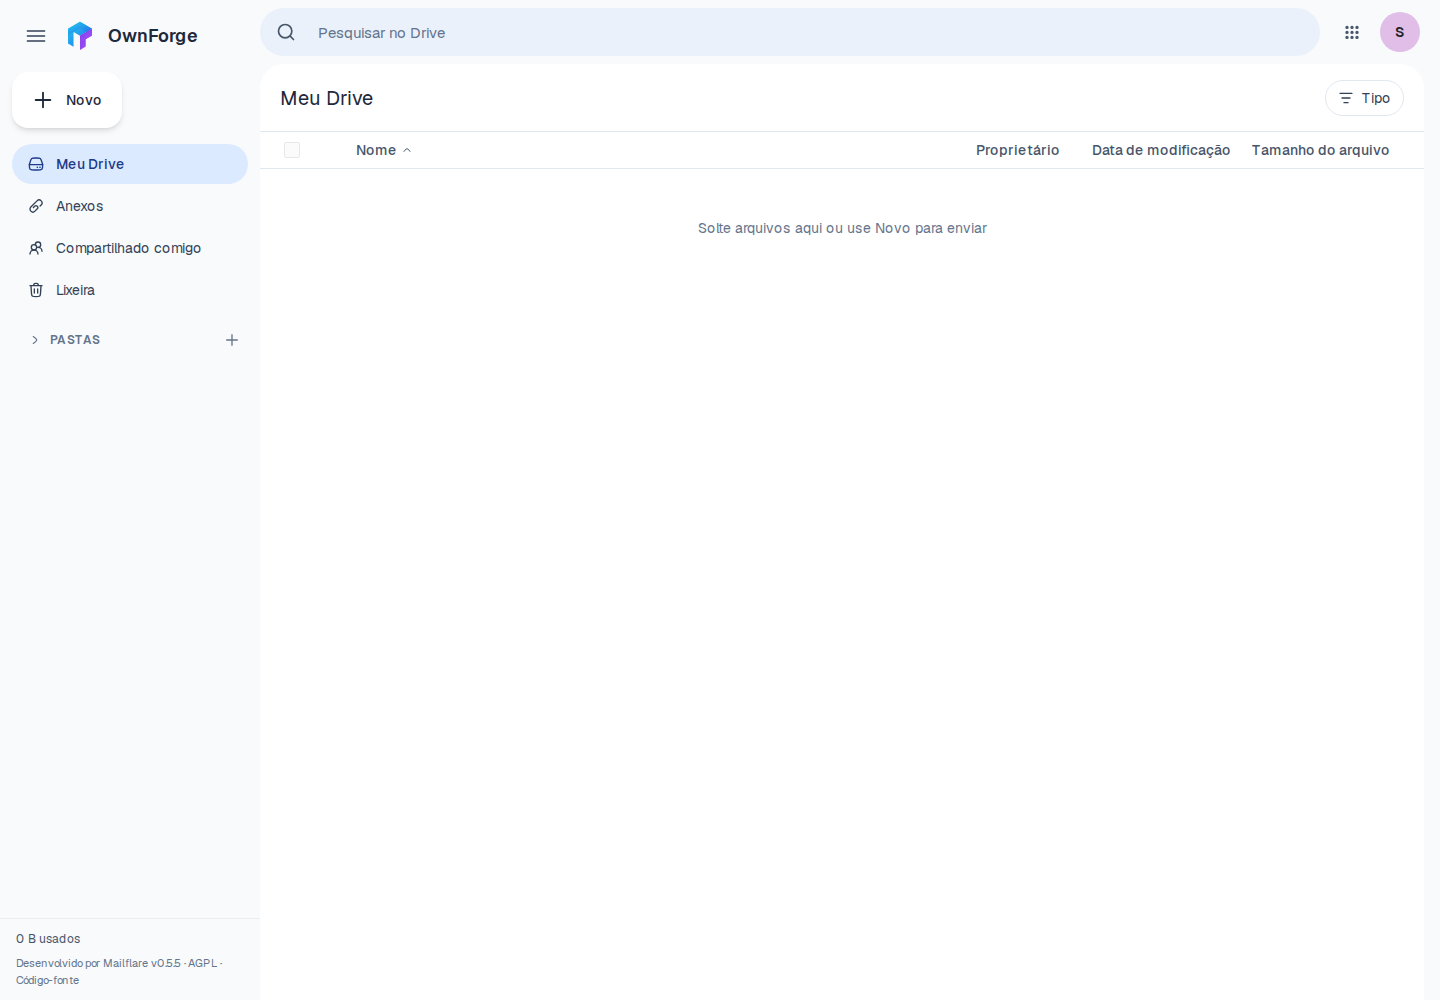 OwnForge
Pesquisar no Drive
S
Novo
Meu Drive
Anexos
Compartilhado comigo
Lixeira
PASTAS
Meu Drive
Tipo
Nome
Proprietário
Data de modificação
Tamanho do arquivo
Solte arquivos aqui ou use Novo para enviar
0 B usados
Desenvolvido por Mailflare v0.5.5 · AGPL ·
Código-fonte